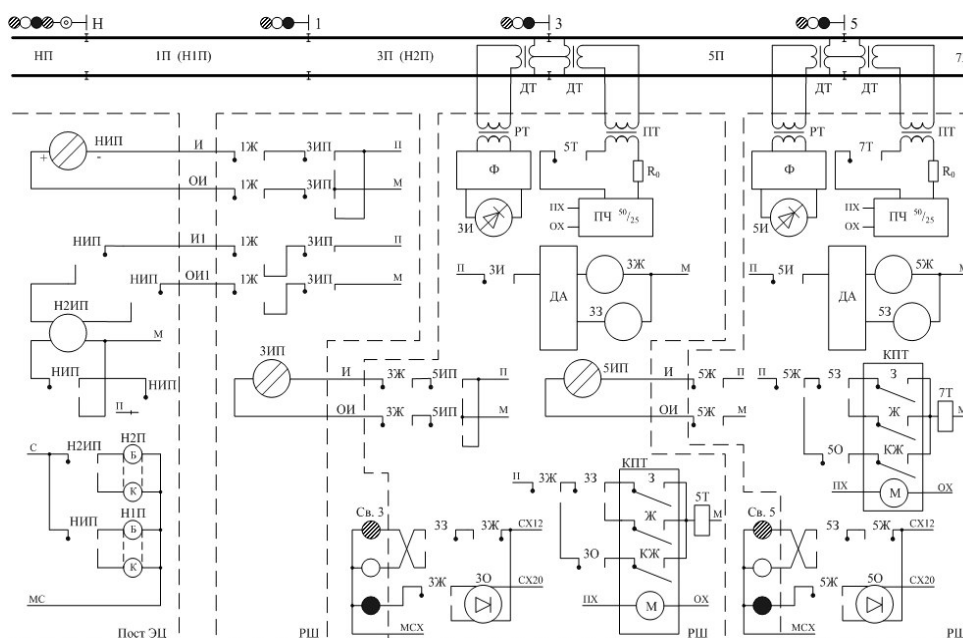 Н 1 3 5
НП 1П (Н1П) 3П (Н2П) 5П 7
ДТ ДТ ДТ ДТ
РТ ПТ РТ ПТ
НИП И 1Ж 3ИП П 5Т 7Т
+ -
Ф R₀ Ф R₀
ОИ 1Ж 3ИП М
3И ПХ ОХ ПЧ 50/25 5И ПХ ОХ ПЧ 50/25
НИП И1 1Ж 3ИП П
НИП ОИ1 1Ж 3ИП М
П 3И ДА 3Ж М П 5И ДА 5Ж М
Н2ИП 3З 5З
М
3ИП И 3Ж 5ИП П 5ИП И 5Ж П П 5Ж 5З КПТ З 7Т
НИП НИП
П
ОИ 3Ж 5ИП М ОИ 5Ж М Ж М
С Н2ИП Н2П Б К
5О КЖ
П 3Ж 3З КПТ З 5Т ПХ М ОХ
НИП Н1П Б К
Св. 3 3З 3Ж СХ12 Ж М Св. 5 5З 5Ж СХ12
3О КЖ
3Ж 3О СХ20 5Ж 5О СХ20
МС ПХ М ОХ
МСХ МСХ
Пост ЭЦ РШ РШ РШ